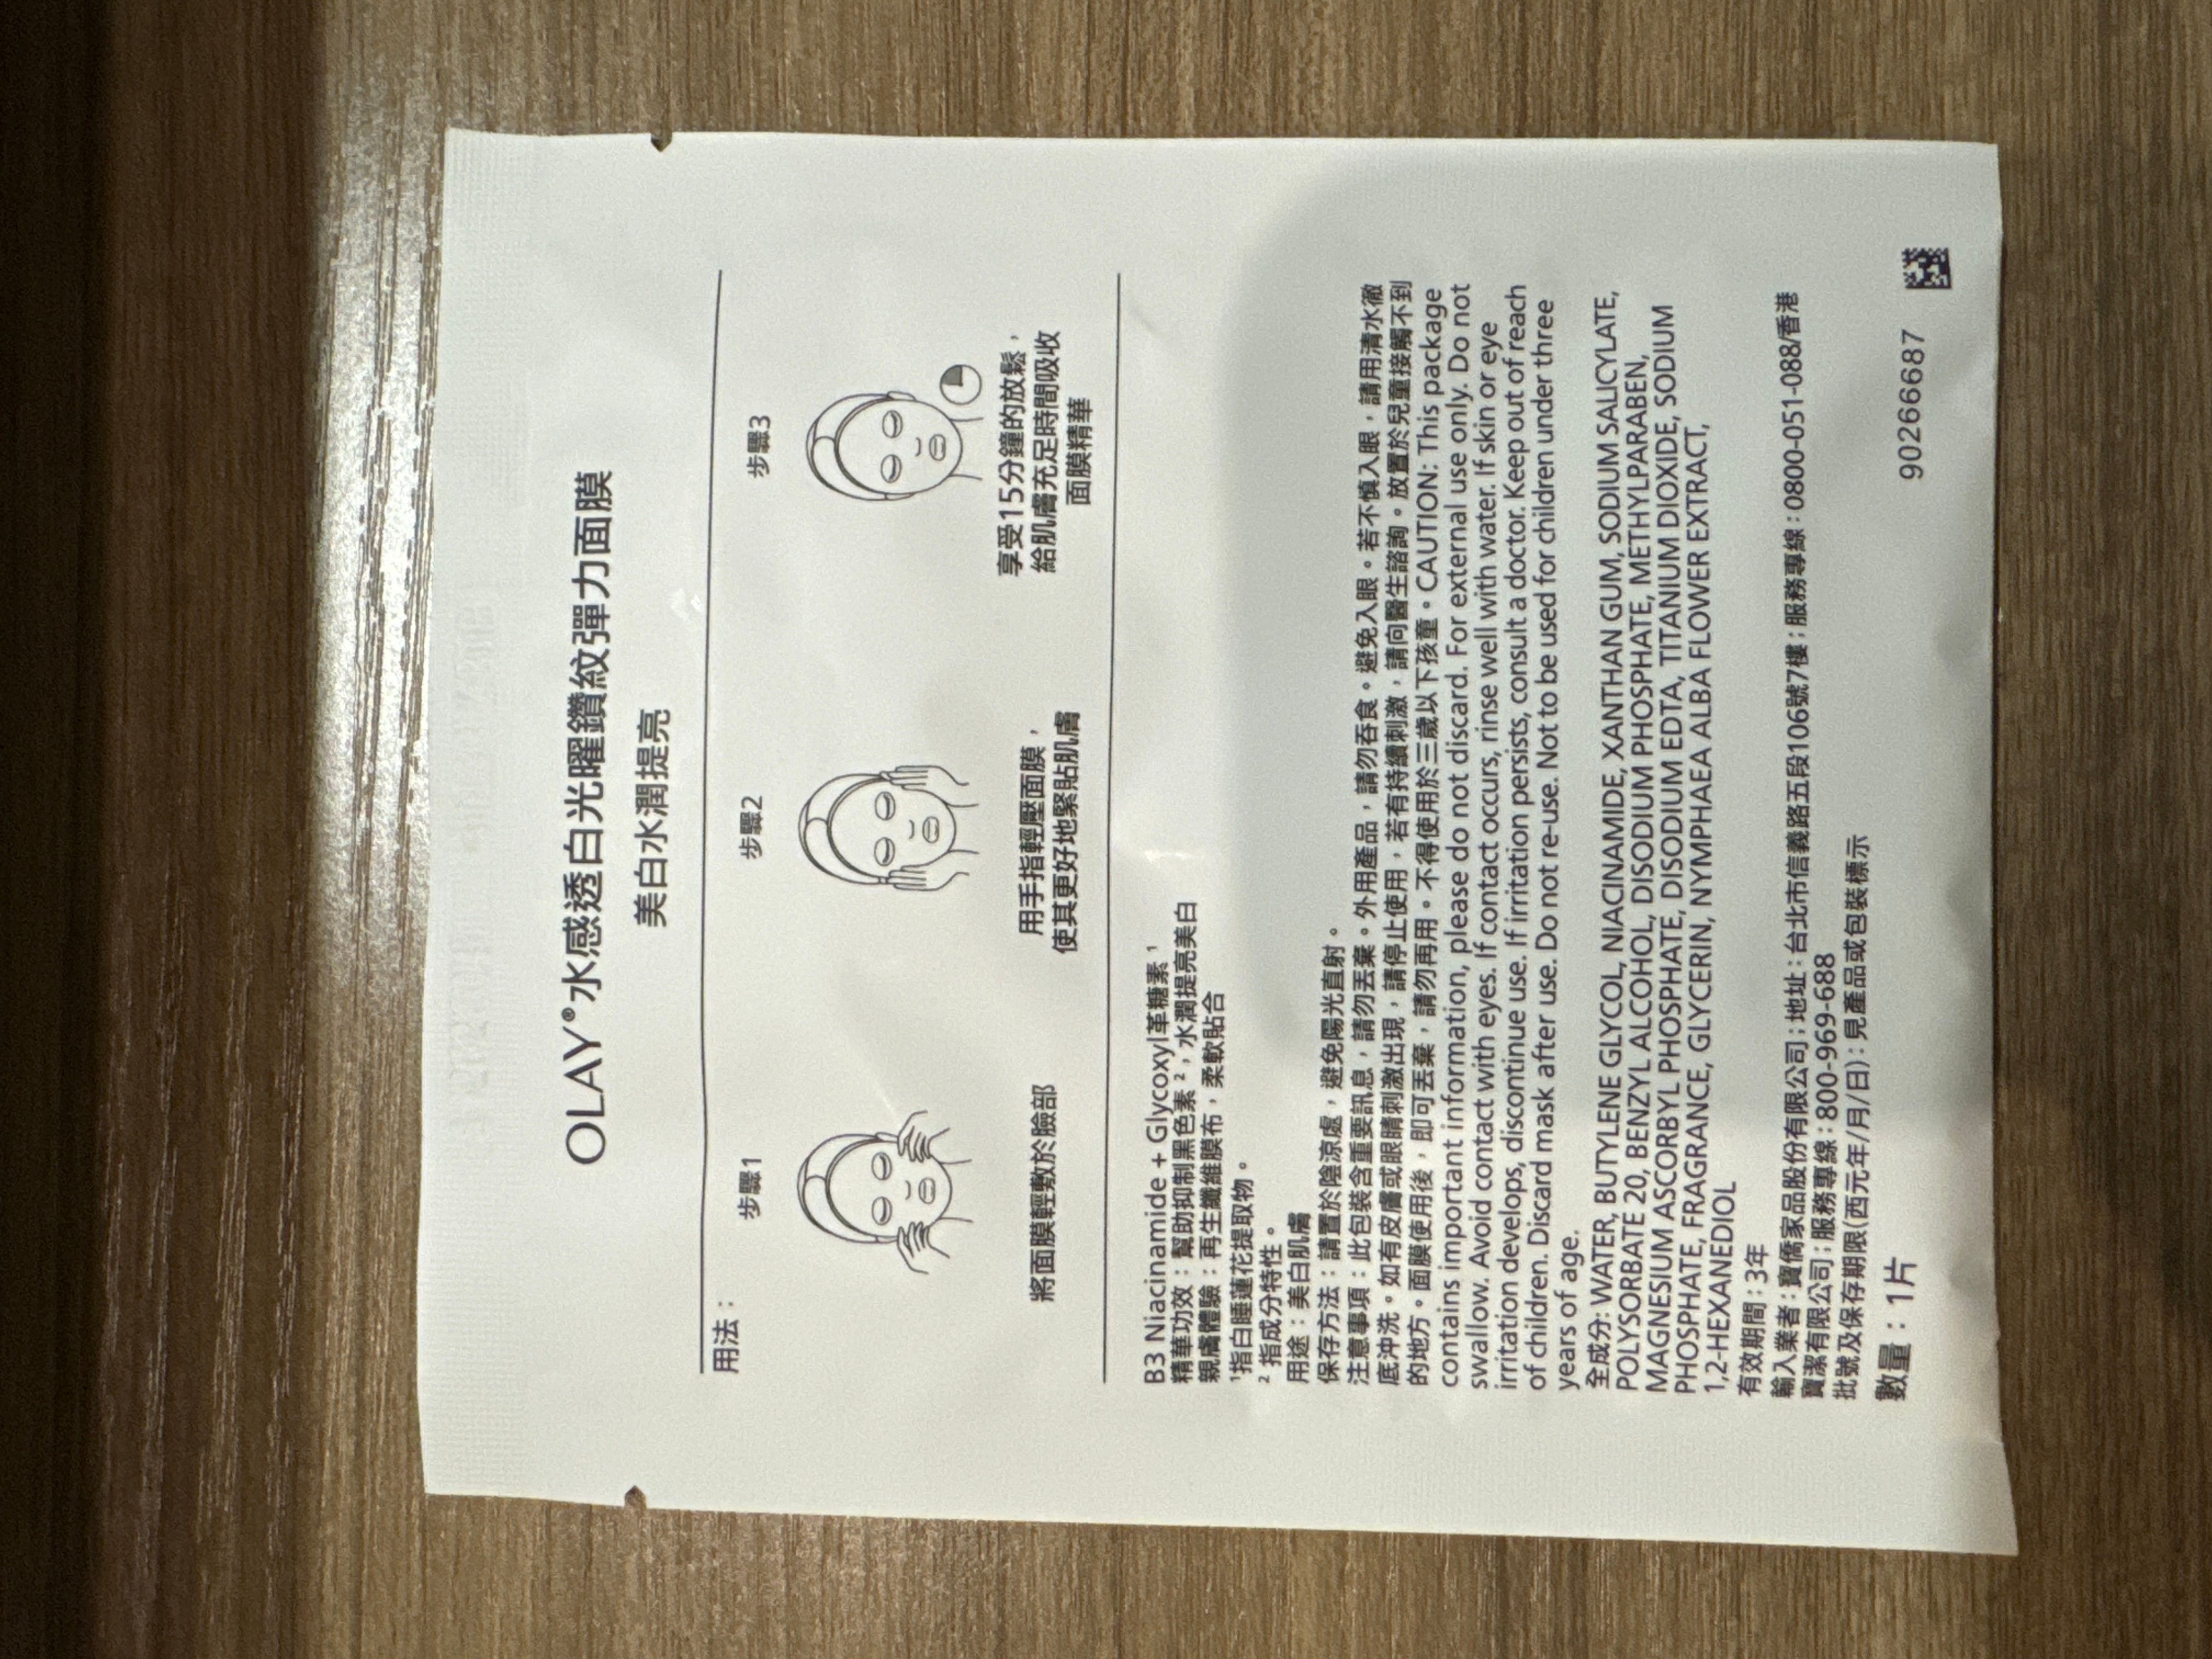 OLAY®水感透白光曜鑽紋彈力面膜
美白水潤提亮
用法：
步驟1
步驟2
步驟3
將面膜輕敷於臉部
用手指輕壓面膜，
使其更好地緊貼肌膚
享受15分鐘的放鬆，
給肌膚充足時間吸收
面膜精華
B3 Niacinamide + Glycoxyl革糖素¹
精華功效：幫助抑制黑色素²，水潤提亮美白
親膚體驗：再生纖維膜布，柔軟貼合
¹指白睡蓮花提取物。
² 指成分特性。
用途：美白肌膚
保存方法：請置於陰涼處，避免陽光直射。
注意事項：此包裝含重要訊息，請勿丟棄。外用產品，請勿吞食。避免入眼。若不慎入眼，請用清水徹
底沖洗。如有皮膚或眼睛刺激出現，請停止使用，若有持續刺激，請向醫生諮詢。放置於兒童接觸不到
的地方。面膜使用後，即可丟棄，請勿再用。不得使用於三歲以下孩童。CAUTION: This package
contains important information, please do not discard. For external use only. Do not
swallow. Avoid contact with eyes. If contact occurs, rinse well with water. If skin or eye
irritation develops, discontinue use. If irritation persists, consult a doctor. Keep out of reach
of children. Discard mask after use. Do not re-use. Not to be used for children under three
years of age.
全成分: WATER, BUTYLENE GLYCOL, NIACINAMIDE, XANTHAN GUM, SODIUM SALICYLATE,
POLYSORBATE 20, BENZYL ALCOHOL, DISODIUM PHOSPHATE, METHYLPARABEN,
MAGNESIUM ASCORBYL PHOSPHATE, DISODIUM EDTA, TITANIUM DIOXIDE, SODIUM
PHOSPHATE, FRAGRANCE, GLYCERIN, NYMPHAEA ALBA FLOWER EXTRACT,
1,2-HEXANEDIOL
有效期間：3年
輸入業者：寶僑家品股份有限公司；地址：台北市信義路五段106號7樓；服務專線：0800-051-088/香港
寶潔有限公司；服務專線：800-969-688
批號及保存期限(西元年/月/日)：見產品或包裝標示
數量：1片
90266687